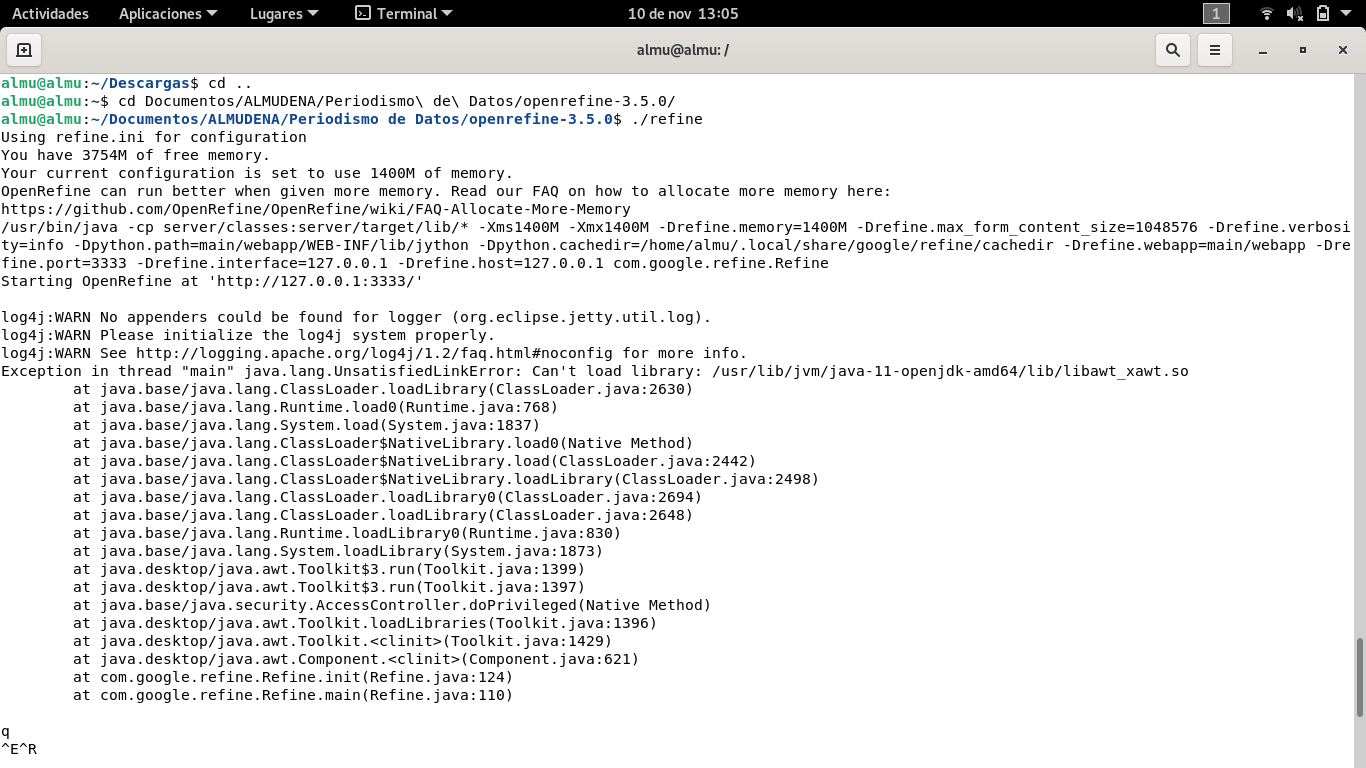 Actividades Aplicaciones Lugares Terminal 10 de nov 13:05 1
almu@almu: /
almu@almu:~/Descargas$ cd ..
almu@almu:~$ cd Documentos/ALMUDENA/Periodismo\ de\ Datos/openrefine-3.5.0/
almu@almu:~/Documentos/ALMUDENA/Periodismo de Datos/openrefine-3.5.0$ ./refine
Using refine.ini for configuration
You have 3754M of free memory.
Your current configuration is set to use 1400M of memory.
OpenRefine can run better when given more memory. Read our FAQ on how to allocate more memory here:
https://github.com/OpenRefine/OpenRefine/wiki/FAQ-Allocate-More-Memory
/usr/bin/java -cp server/classes:server/target/lib/* -Xms1400M -Xmx1400M -Drefine.memory=1400M -Drefine.max_form_content_size=1048576 -Drefine.verbosi
ty=info -Dpython.path=main/webapp/WEB-INF/lib/jython -Dpython.cachedir=/home/almu/.local/share/google/refine/cachedir -Drefine.webapp=main/webapp -Dre
fine.port=3333 -Drefine.interface=127.0.0.1 -Drefine.host=127.0.0.1 com.google.refine.Refine
Starting OpenRefine at 'http://127.0.0.1:3333/'
log4j:WARN No appenders could be found for logger (org.eclipse.jetty.util.log).
log4j:WARN Please initialize the log4j system properly.
log4j:WARN See http://logging.apache.org/log4j/1.2/faq.html#noconfig for more info.
Exception in thread "main" java.lang.UnsatisfiedLinkError: Can't load library: /usr/lib/jvm/java-11-openjdk-amd64/lib/libawt_xawt.so
at java.base/java.lang.ClassLoader.loadLibrary(ClassLoader.java:2630)
at java.base/java.lang.Runtime.load0(Runtime.java:768)
at java.base/java.lang.System.load(System.java:1837)
at java.base/java.lang.ClassLoader$NativeLibrary.load0(Native Method)
at java.base/java.lang.ClassLoader$NativeLibrary.load(ClassLoader.java:2442)
at java.base/java.lang.ClassLoader$NativeLibrary.loadLibrary(ClassLoader.java:2498)
at java.base/java.lang.ClassLoader.loadLibrary0(ClassLoader.java:2694)
at java.base/java.lang.ClassLoader.loadLibrary(ClassLoader.java:2648)
at java.base/java.lang.Runtime.loadLibrary0(Runtime.java:830)
at java.base/java.lang.System.loadLibrary(System.java:1873)
at java.desktop/java.awt.Toolkit$3.run(Toolkit.java:1399)
at java.desktop/java.awt.Toolkit$3.run(Toolkit.java:1397)
at java.base/java.security.AccessController.doPrivileged(Native Method)
at java.desktop/java.awt.Toolkit.loadLibraries(Toolkit.java:1396)
at java.desktop/java.awt.Toolkit.<clinit>(Toolkit.java:1429)
at java.desktop/java.awt.Component.<clinit>(Component.java:621)
at com.google.refine.Refine.init(Refine.java:124)
at com.google.refine.Refine.main(Refine.java:110)
q
^E^R